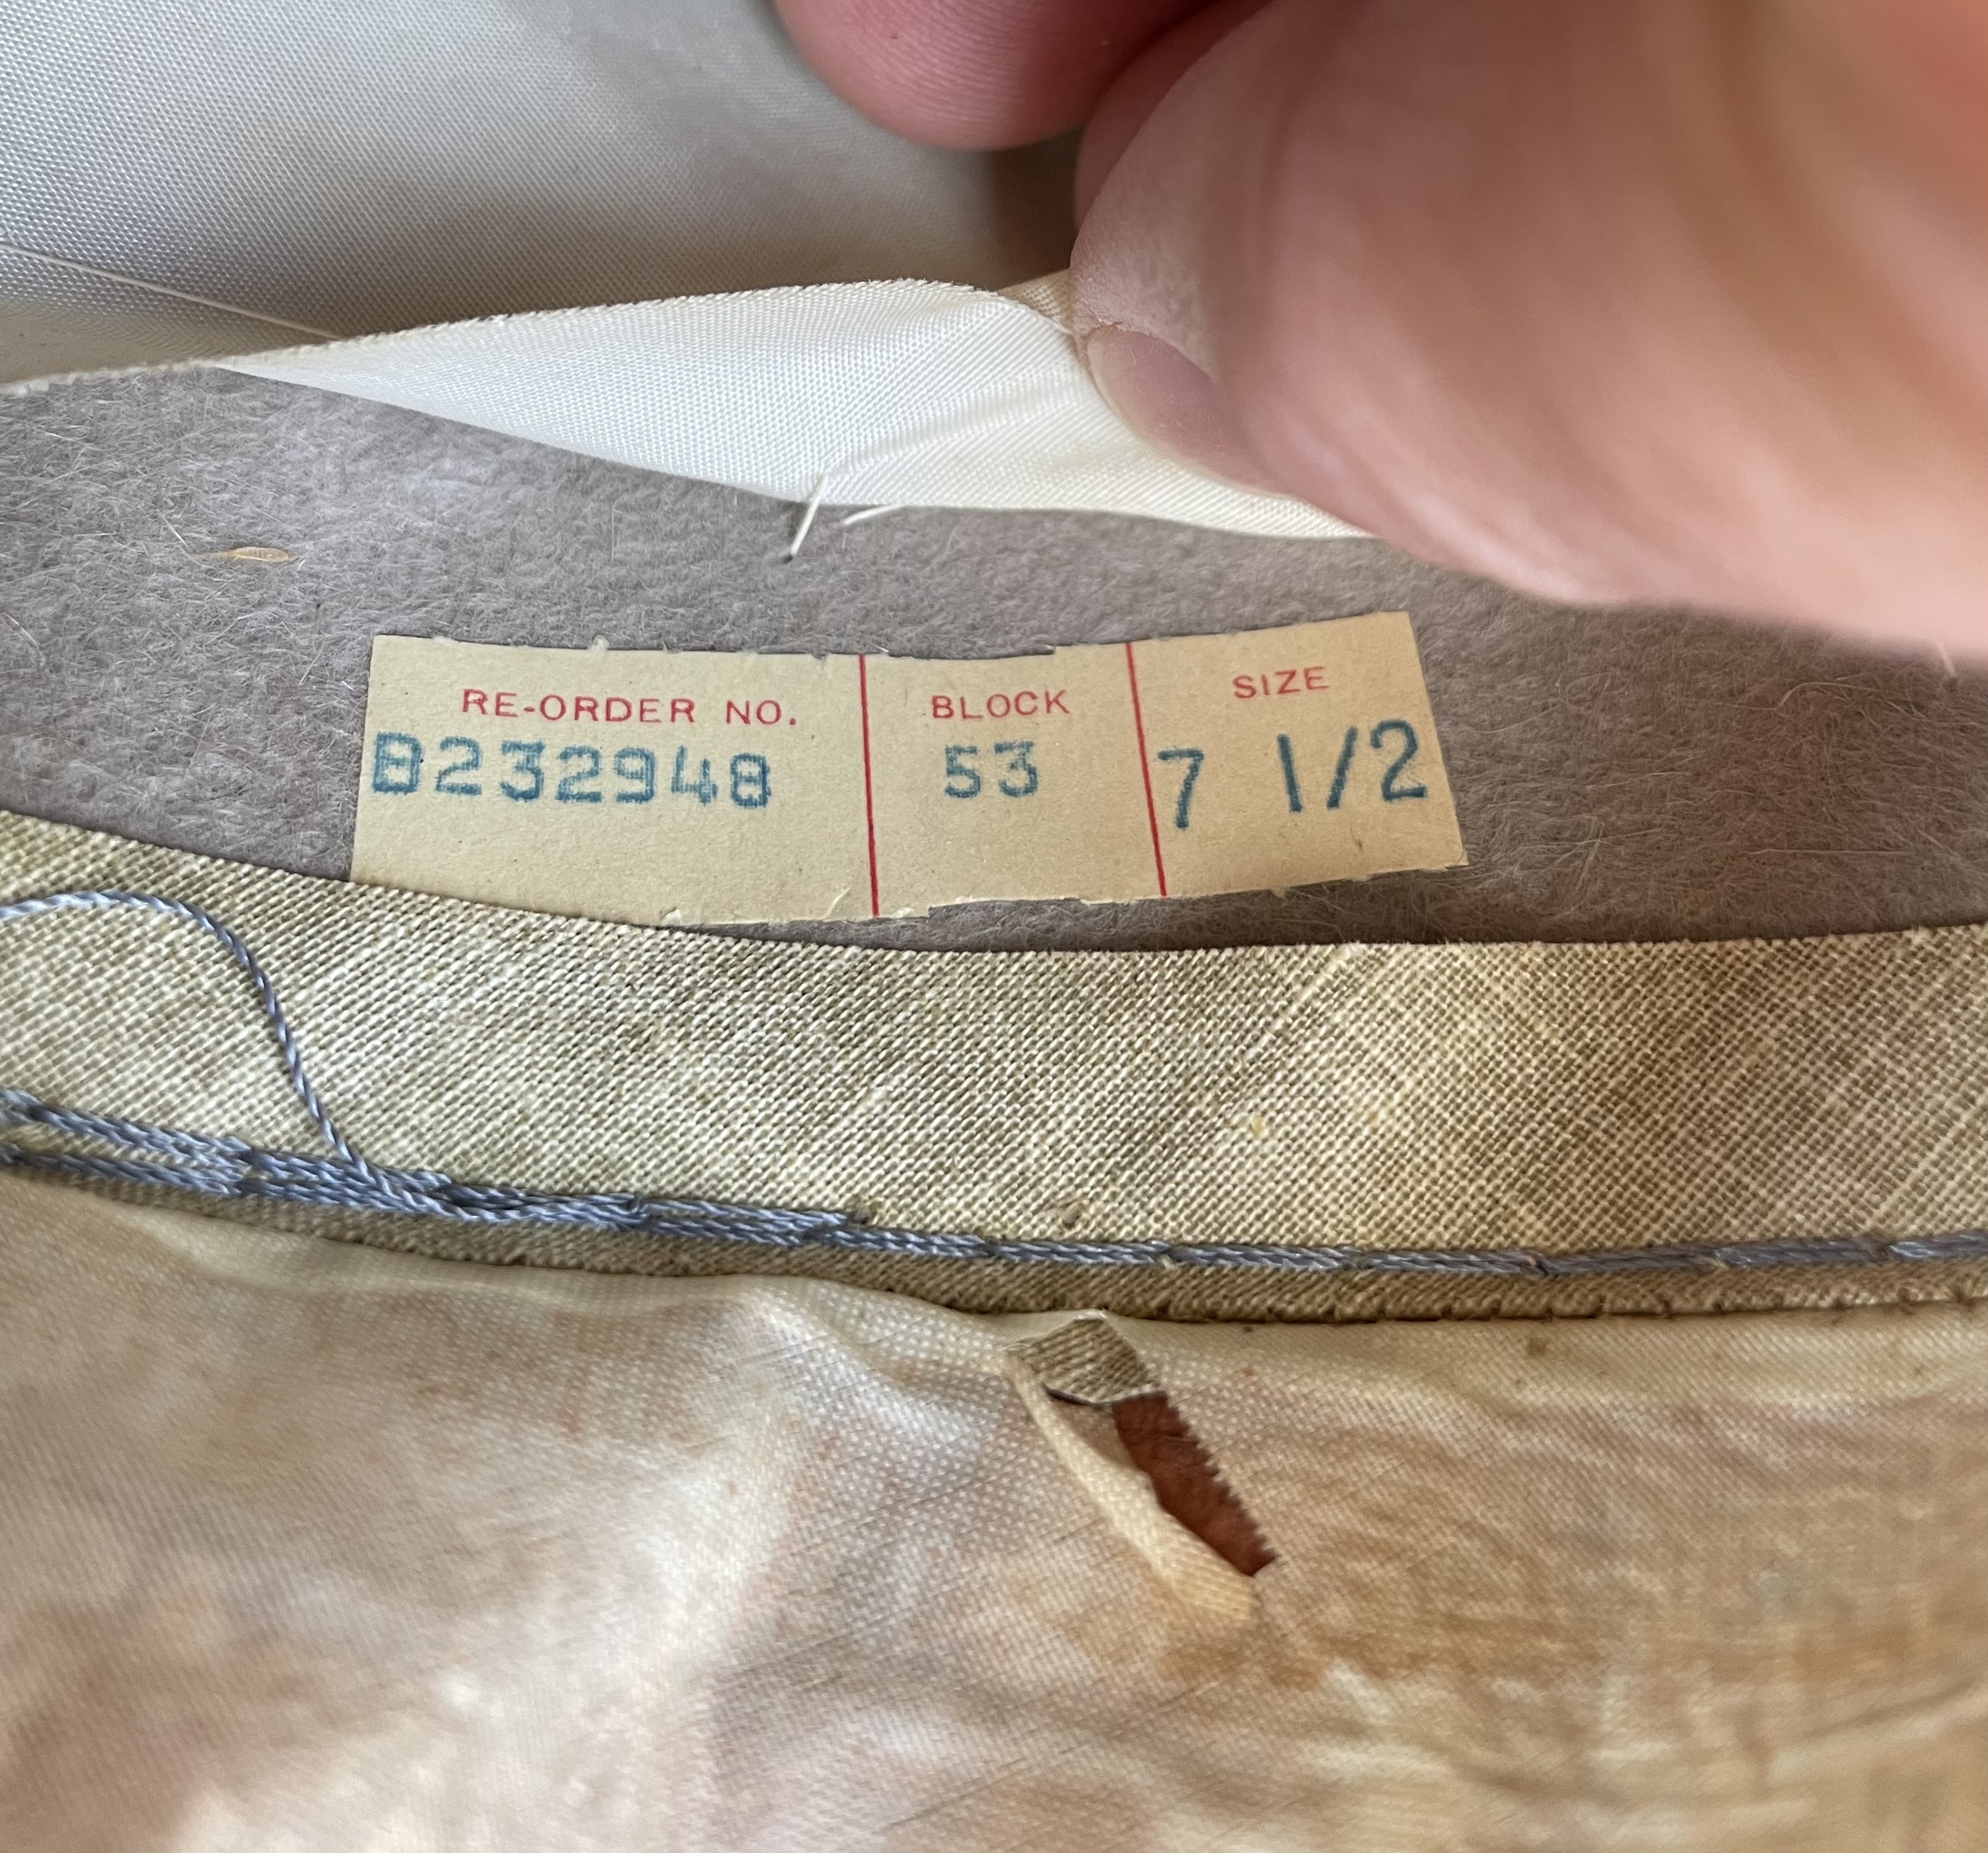 RE-ORDER NO. BLOCK SIZE
B232948 53 7 1/2